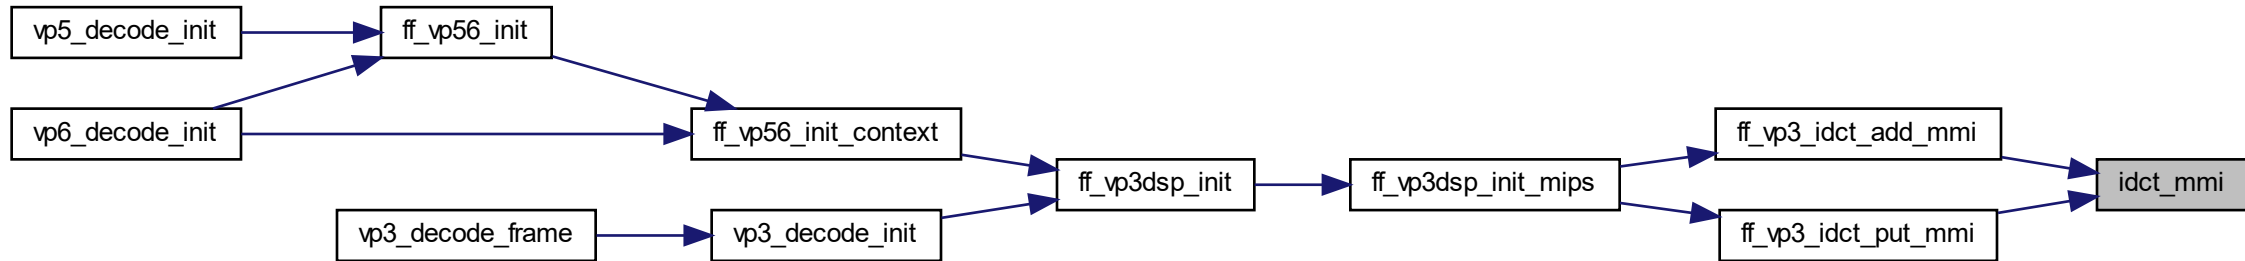 vp5_decode_init
ff_vp56_init
vp6_decode_init
ff_vp56_init_context
ff_vp3_idct_add_mmi
ff_vp3dsp_init
ff_vp3dsp_init_mips
idct_mmi
vp3_decode_frame
vp3_decode_init
ff_vp3_idct_put_mmi